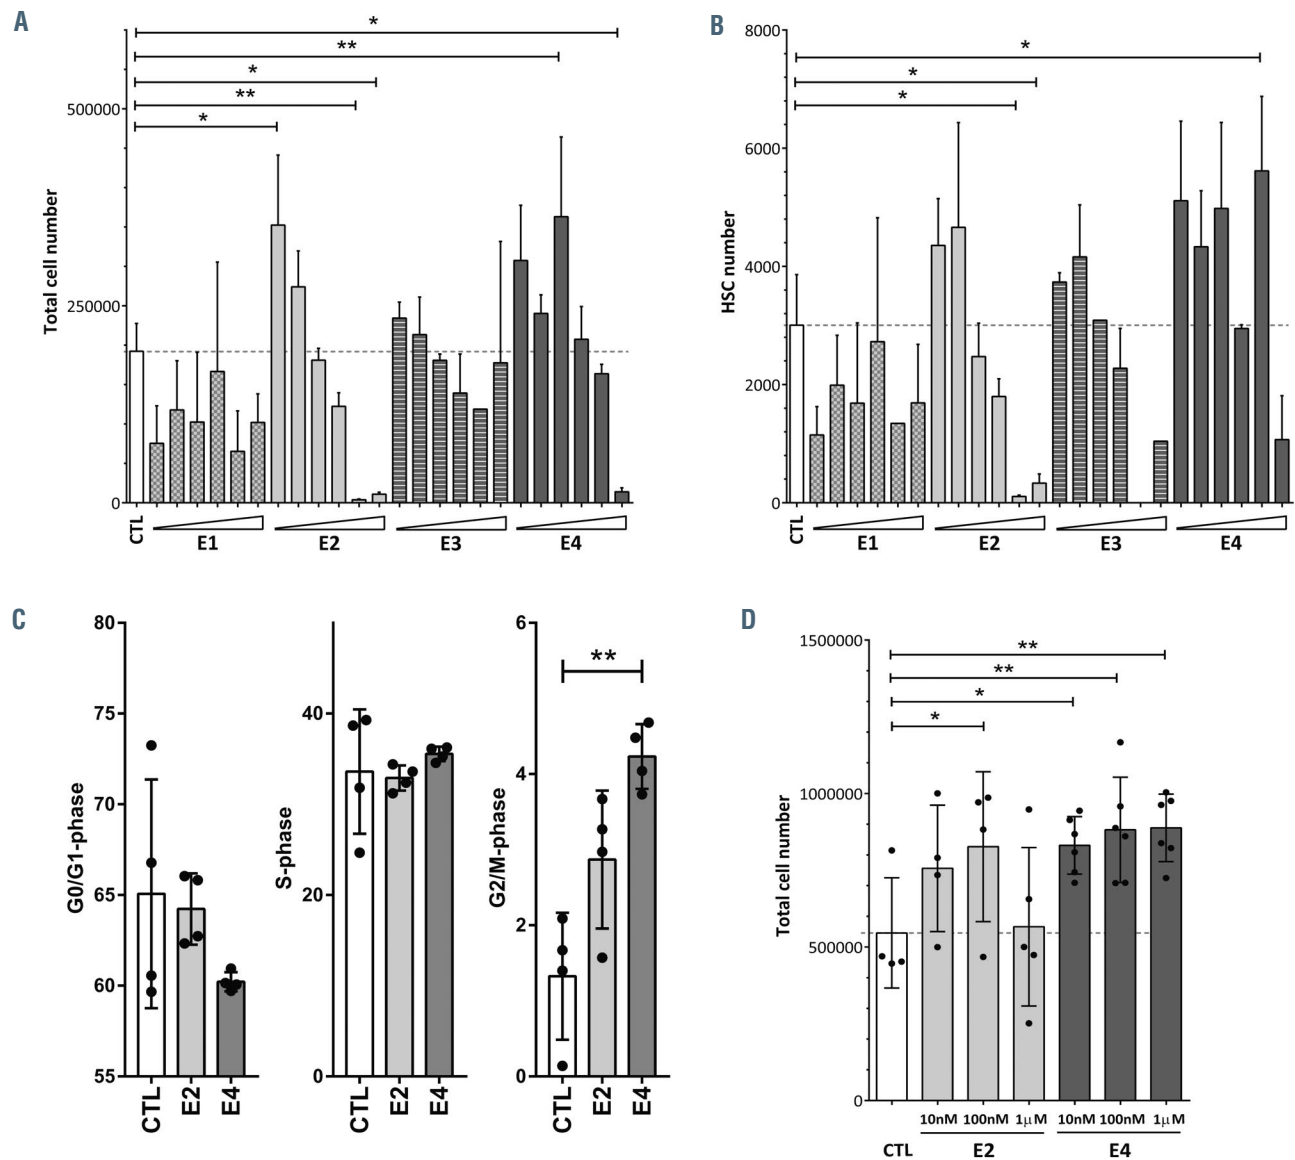 A
*
**
*
**
*
500000
250000
0
Total cell number
CTL
E1
E2
E3
E4
B
8000
6000
4000
2000
0
HSC number
*
*
*
CTL
E1
E2
E3
E4
C
80
75
70
65
60
55
G0/G1-phase
CTL
E2
E4
40
20
0
S-phase
CTL
E2
E4
6
4
2
0
G2/M-phase
**
CTL
E2
E4
D
1500000
1000000
500000
0
Total cell number
**
**
*
*
10nM 100nM 1µM 10nM 100nM 1µM
CTL E2 E4